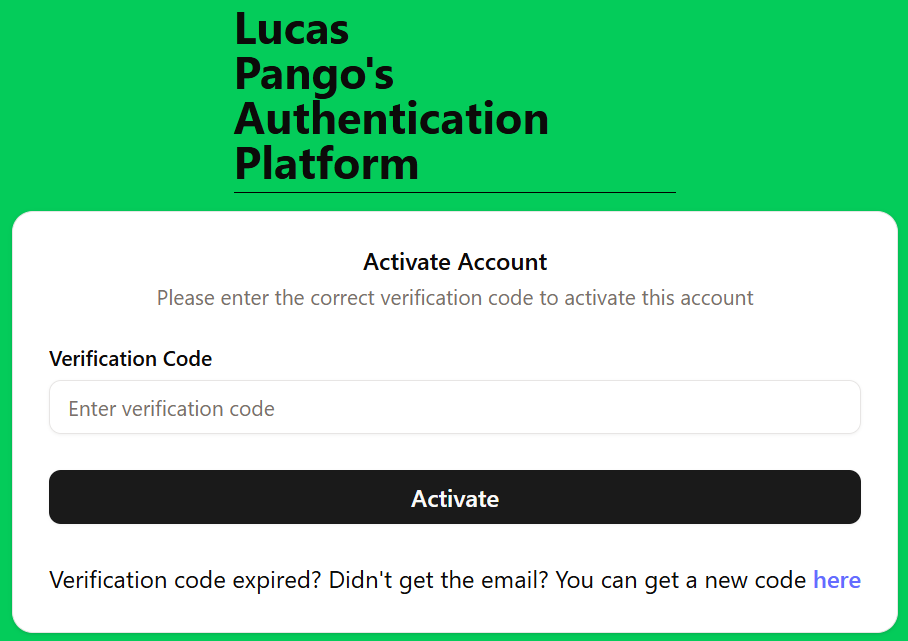 Lucas
Pango's
Authentication
Platform
Activate Account
Please enter the correct verification code to activate this account
Verification Code
Enter verification code
Activate
Verification code expired? Didn't get the email? You can get a new code here